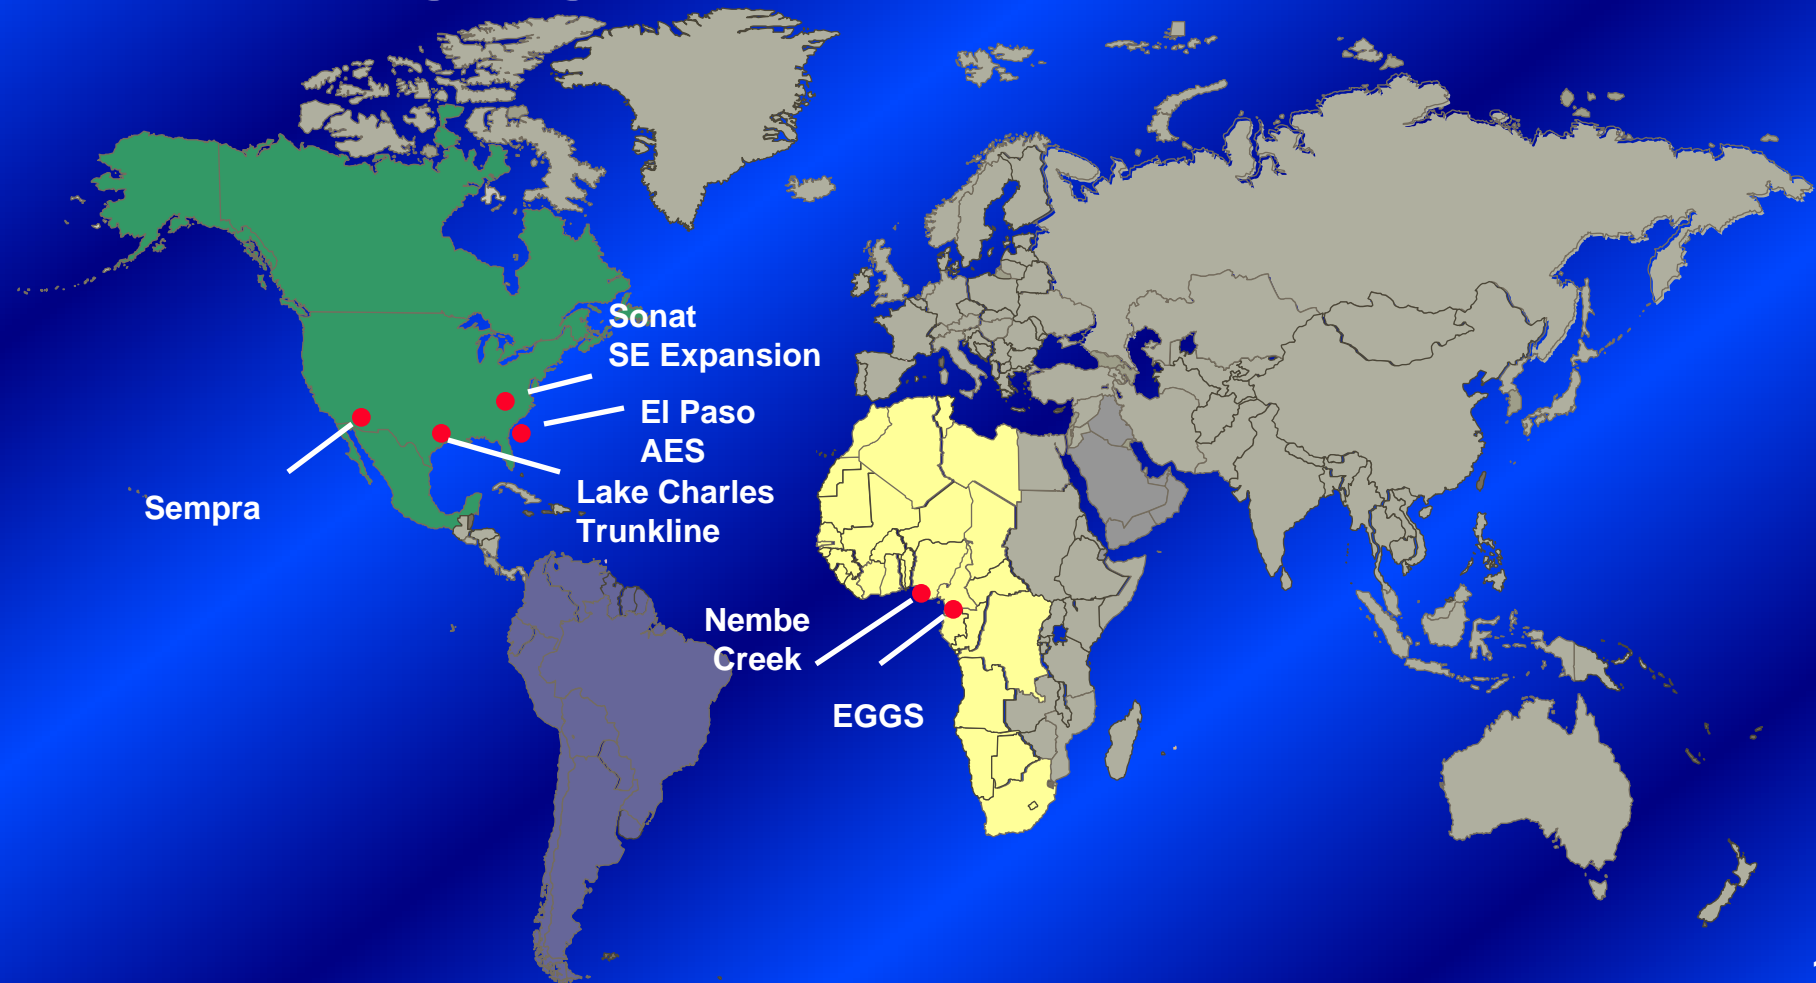 Sonat
SE Expansion
El Paso
AES
Sempra
Lake Charles
Trunkline
Nembe
Creek
EGGS